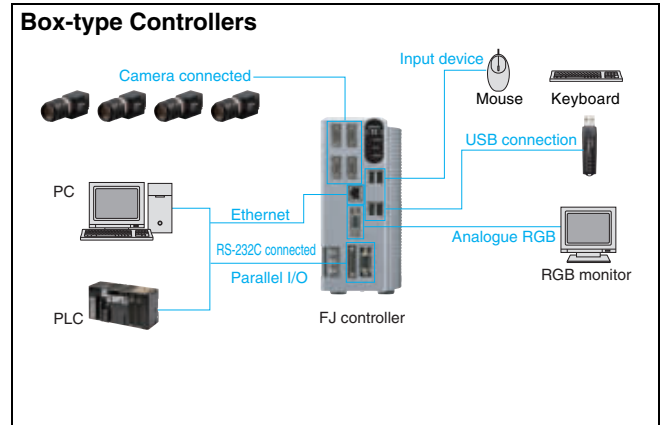 Box-type Controllers
Input device
Camera connected
Mouse
Keyboard
USB connection
PC
Ethernet
Analogue RGB
RS-232C connected
RGB monitor
Parallel I/O
PLC
FJ controller